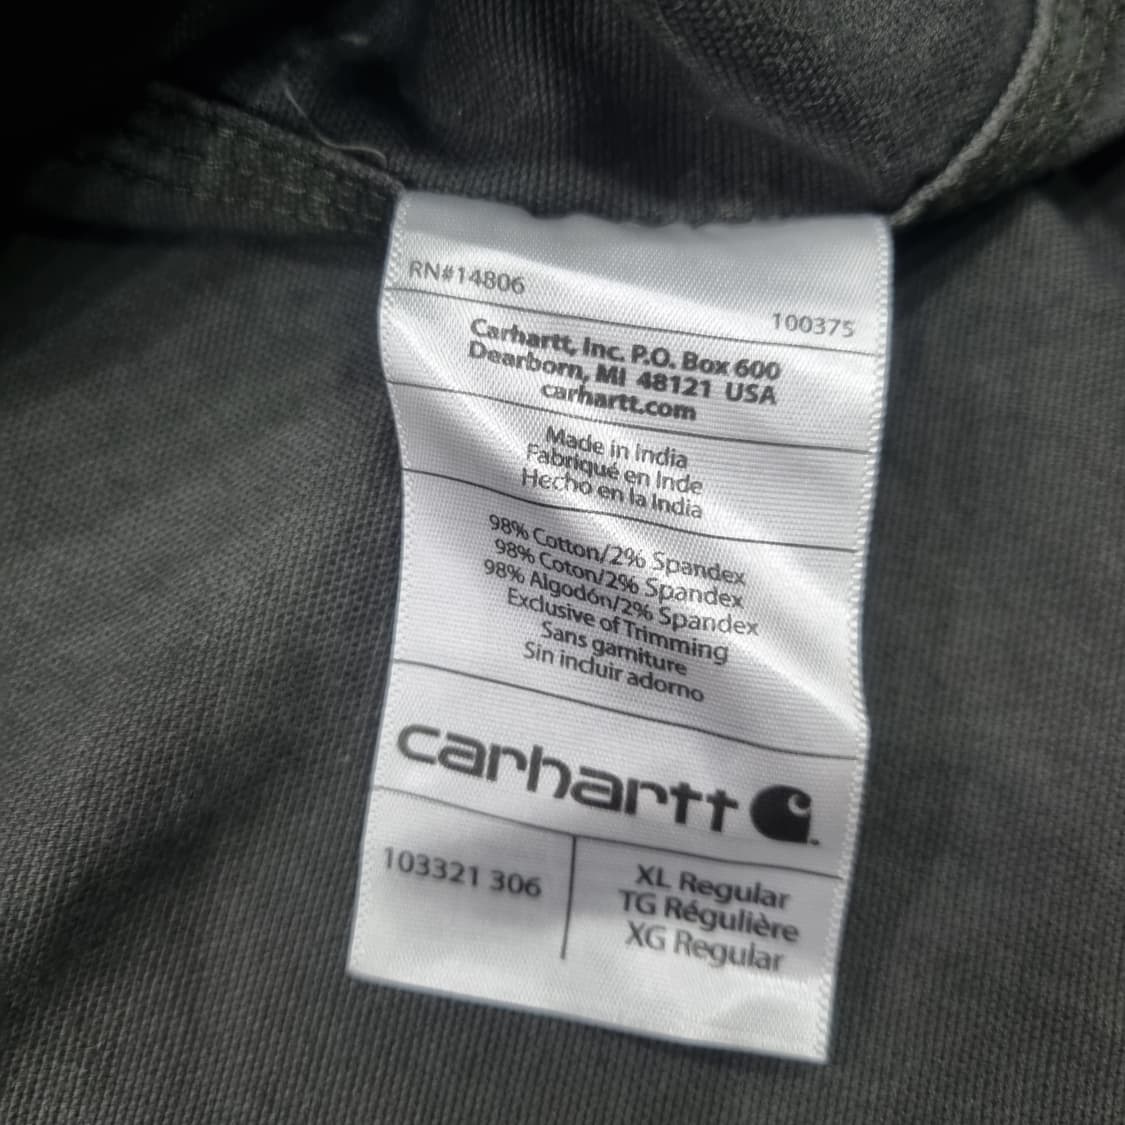 RN#14806
100375
Carhartt, Inc. P.O. Box 600
Dearborn, MI 48121 USA
carhartt.com
Made in India
Fabriqué en Inde
Hecho en la India
98% Cotton/2% Spandex
98% Coton/2% Spandex
98% Algodón/2% Spandex
Exclusive of Trimming
Sans garniture
Sin incluir adorno
carhartt
103321 306
XL Regular
TG Régulière
XG Regular